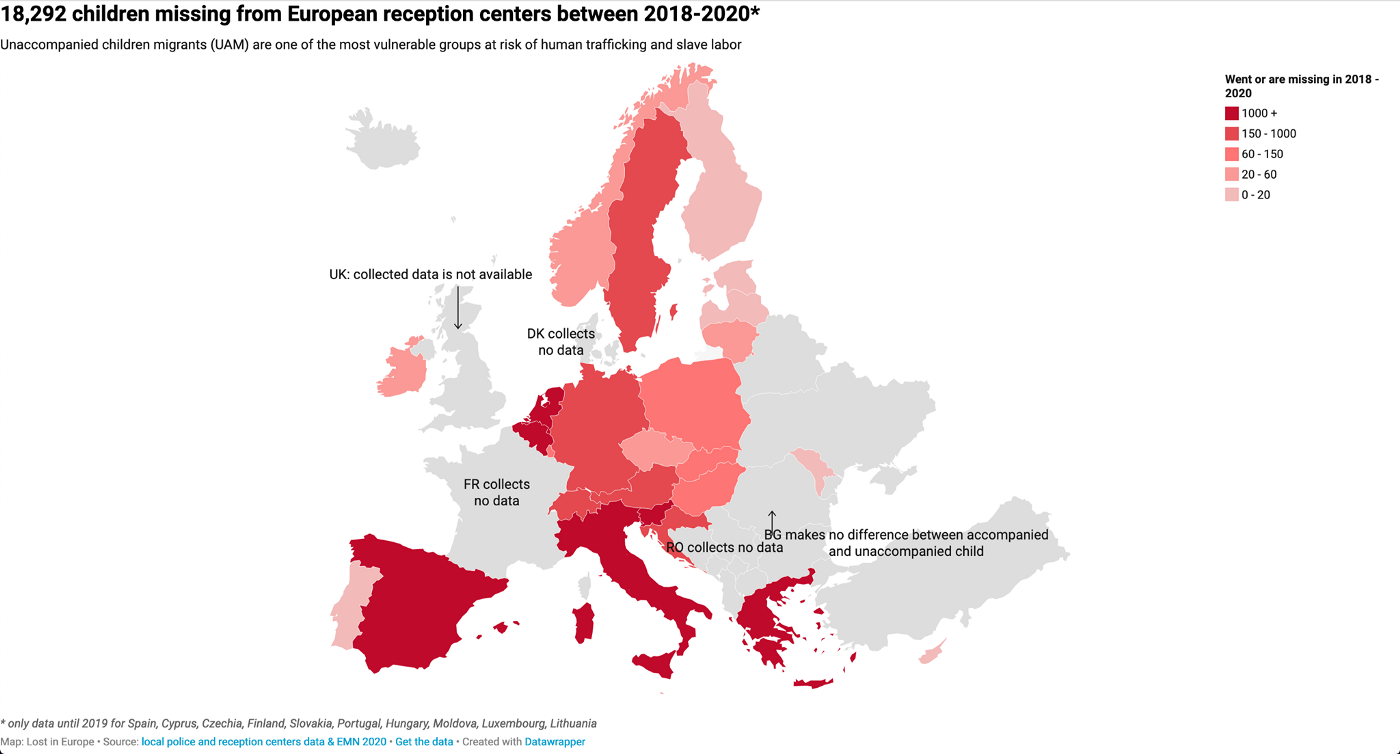 18,292 children missing from European reception centers between 2018-2020*
Unaccompanied children migrants (UAM) are one of the most vulnerable groups at risk of human trafficking and slave labor
Went or are missing in 2018 -
2020
1000 +
150 - 1000
60 - 150
20 - 60
0 - 20
UK: collected data is not available
DK collects
no data
FR collects
no data
RO collects no data
BG makes no difference between accompanied
and unaccompanied child
* only data until 2019 for Spain, Cyprus, Czechia, Finland, Slovakia, Portugal, Hungary, Moldova, Luxembourg, Lithuania
Map: Lost in Europe • Source: local police and reception centers data & EMN 2020 • Get the data • Created with Datawrapper